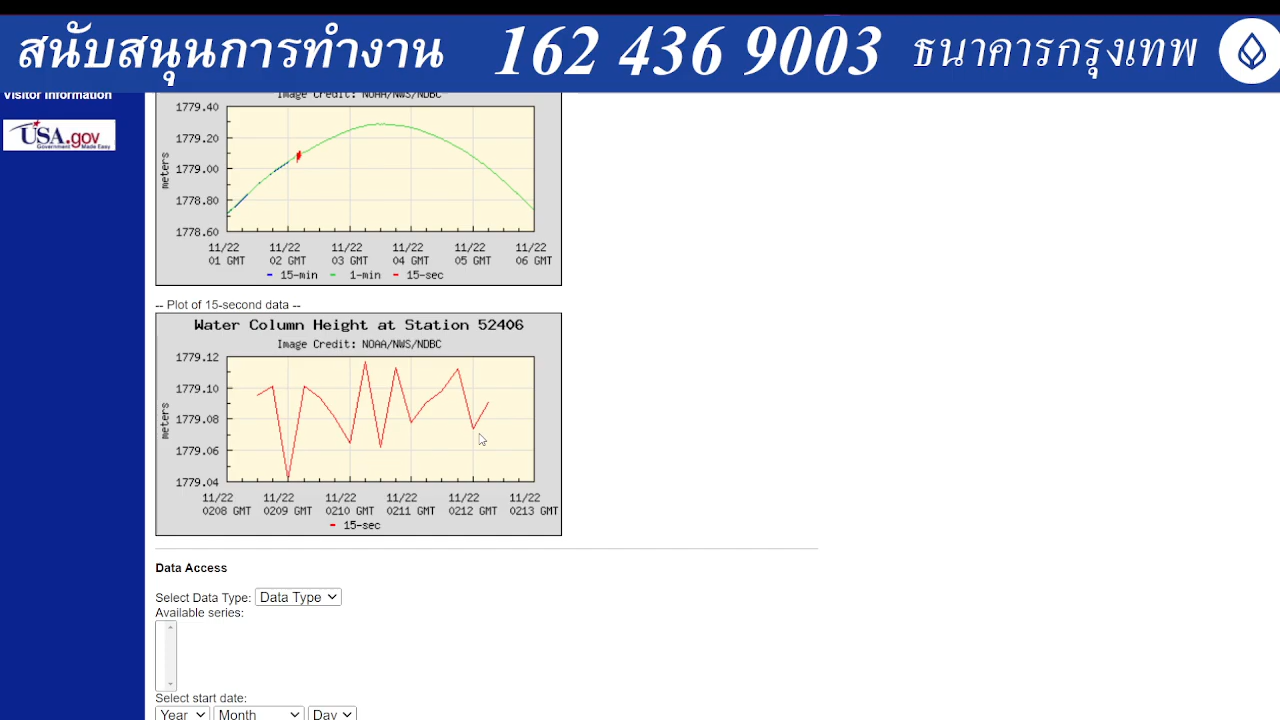 สนับสนุนการทำงาน 162 436 9003 ธนาคารกรุงเทพ
Visitor Information
USA.gov
Government Made Easy
Image Credit: NOAA/NWS/NDBC
1779.40
1779.20
1779.00
1778.80
1778.60
meters
11/22 11/22 11/22 11/22 11/22 11/22
01 GMT 02 GMT 03 GMT 04 GMT 05 GMT 06 GMT
15-min 1-min 15-sec
-- Plot of 15-second data --
Water Column Height at Station 52406
Image Credit: NOAA/NWS/NDBC
1779.12
1779.10
1779.08
1779.06
1779.04
meters
11/22 11/22 11/22 11/22 11/22 11/22
0208 GMT 0209 GMT 0210 GMT 0211 GMT 0212 GMT 0213 GMT
15-sec
Data Access
Select Data Type: Data Type
Available series:
Select start date:
Year Month Day